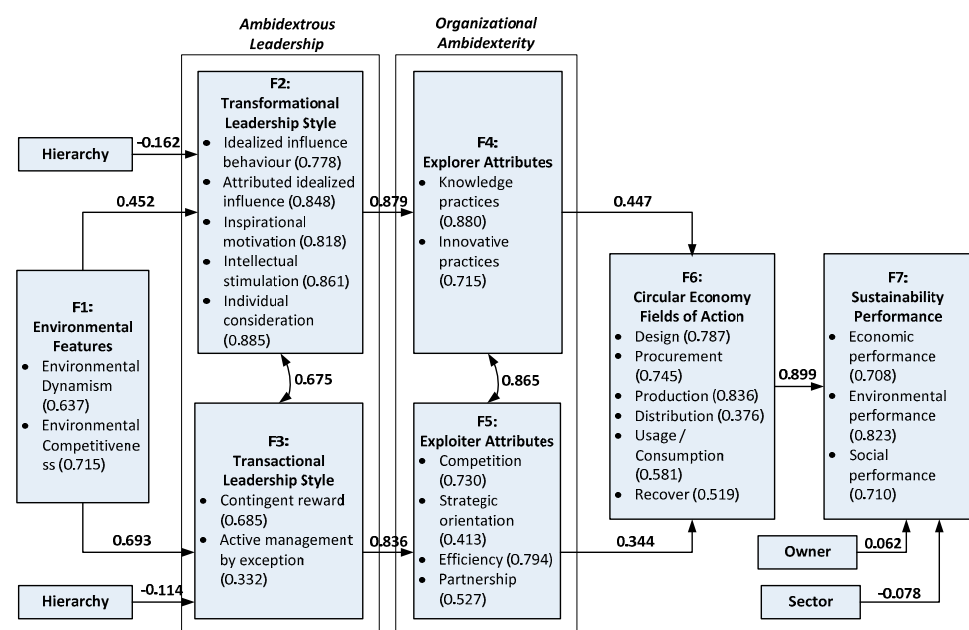 Ambidextrous
Leadership
Organizational
Ambidexterity
Hierarchy
-0.162
0.452
F1:
Environmental
Features
• Environmental
Dynamism
(0.637)
• Environmental
Competitivene
ss (0.715)
0.693
Hierarchy
-0.114
F2:
Transformational
Leadership Style
• Idealized influence
behaviour (0.778)
• Attributed idealized
influence (0.848)
• Inspirational
motivation (0.818)
• Intellectual
stimulation (0.861)
• Individual
consideration
(0.885)
0.675
F3:
Transactional
Leadership Style
• Contingent reward
(0.685)
• Active management
by exception
(0.332)
0.879
0.836
F4:
Explorer Attributes
• Knowledge
practices
(0.880)
• Innovative
practices
(0.715)
0.865
F5:
Exploiter Attributes
• Competition
(0.730)
• Strategic
orientation
(0.413)
• Efficiency (0.794)
• Partnership
(0.527)
0.447
0.344
F6:
Circular Economy
Fields of Action
• Design (0.787)
• Procurement
(0.745)
• Production (0.836)
• Distribution (0.376)
• Usage/
Consumption
(0.581)
• Recover (0.519)
0.899
F7:
Sustainability
Performance
• Economic
performance
(0.708)
• Environmental
performance
(0.823)
• Social
performance
(0.710)
Owner
0.062
Sector
-0.078